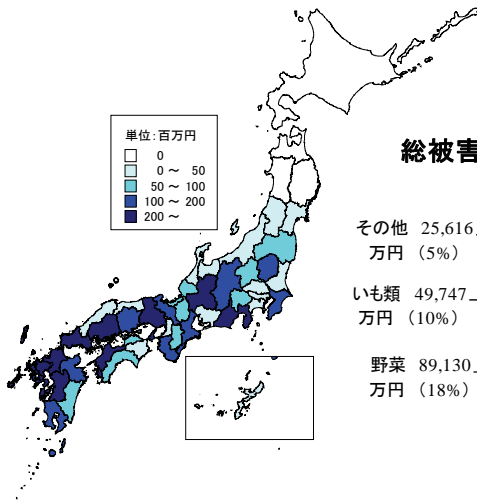 単位：百万円
0
0 ～ 50
50 ～ 100
100 ～ 200
200 ～
総被害
その他 25,616
万円 (5%)
いも類 49,747
万円 (10%)
野菜 89,130
万円 (18%)